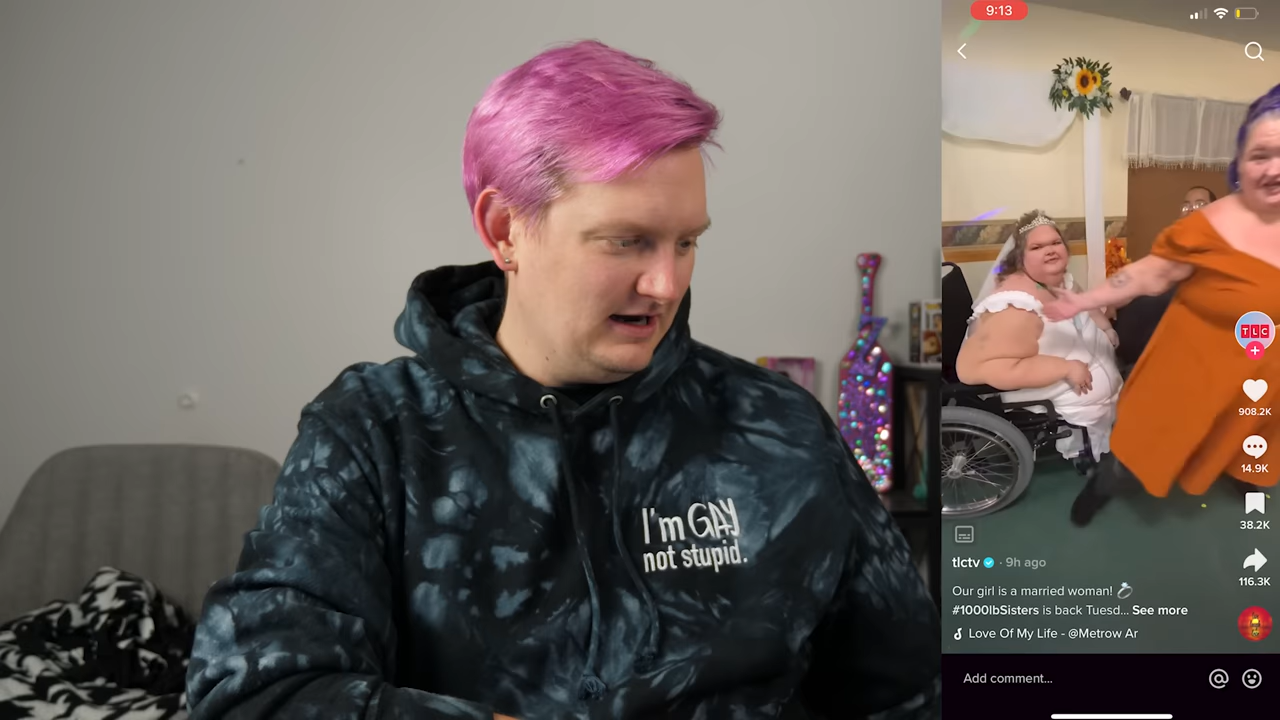 9:13
I'm GAY
not stupid.
TLC
908.2K
14.9K
38.2K
116.3K
tlctv · 9h ago
Our girl is a married woman! 💍
#1000lbSisters is back Tuesd... See more
Love Of My Life - @Metrow Ar
Add comment...